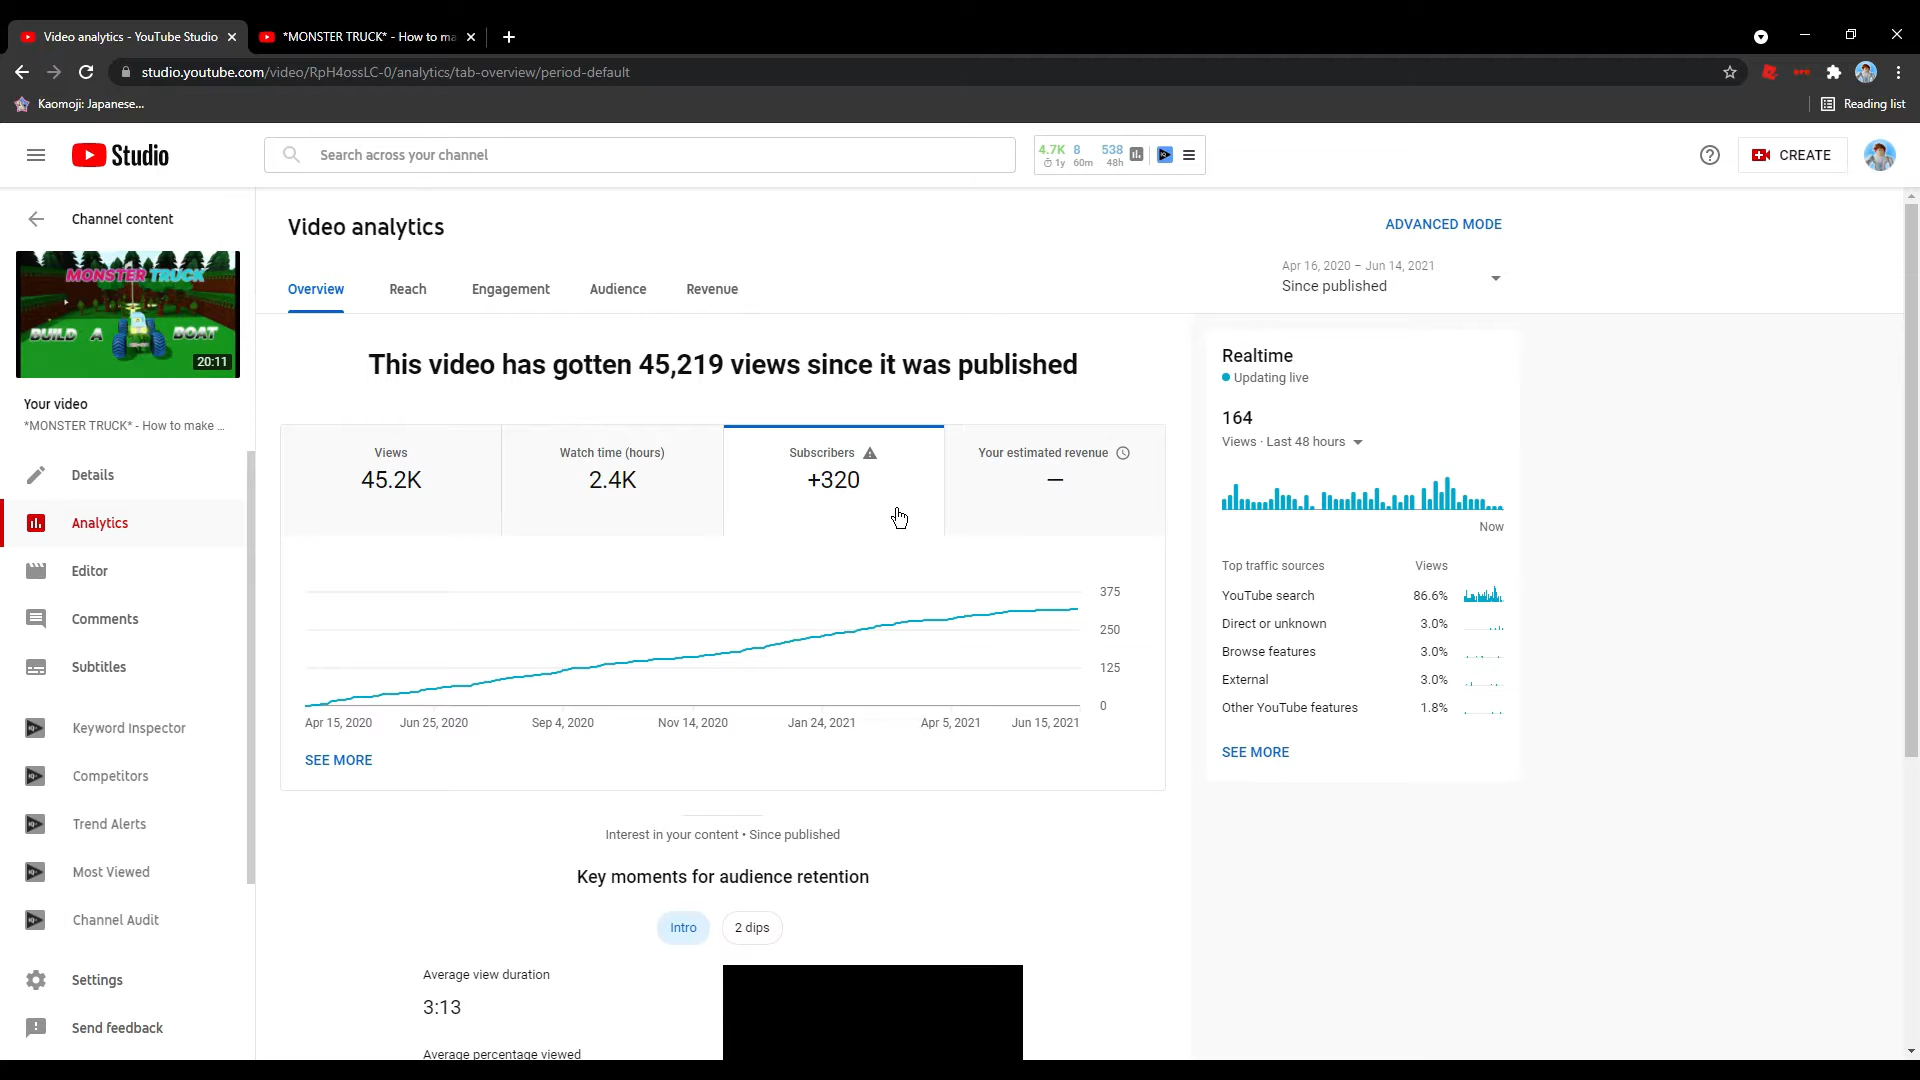 Video analytics - YouTube Studio
*MONSTER TRUCK* - How to ma
studio.youtube.com/video/RpH4ossLC-0/analytics/tab-overview/period-default
Kaomoji: Japanese...
Reading list
Studio
Search across your channel
4.7K 8 538
1y 60m 48h
CREATE
Channel content
MONSTER TRUCK
BUILD A BOAT
20:11
Your video
*MONSTER TRUCK* - How to make ...
Details
Analytics
Editor
Comments
Subtitles
Keyword Inspector
Competitors
Trend Alerts
Most Viewed
Channel Audit
Settings
Send feedback
Video analytics
ADVANCED MODE
Overview
Reach
Engagement
Audience
Revenue
Apr 16, 2020 – Jun 14, 2021
Since published
This video has gotten 45,219 views since it was published
Views
45.2K
Watch time (hours)
2.4K
Subscribers
+320
Your estimated revenue
—
375
250
125
0
Apr 15, 2020
Jun 25, 2020
Sep 4, 2020
Nov 14, 2020
Jan 24, 2021
Apr 5, 2021
Jun 15, 2021
SEE MORE
Interest in your content • Since published
Key moments for audience retention
Intro
2 dips
Average view duration
3:13
Average percentage viewed
Realtime
Updating live
164
Views · Last 48 hours
Now
Top traffic sources Views
YouTube search 86.6%
Direct or unknown 3.0%
Browse features 3.0%
External 3.0%
Other YouTube features 1.8%
SEE MORE